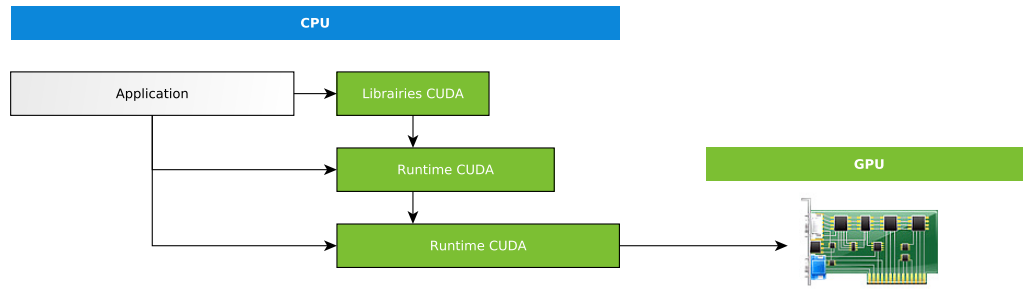 CPU
Application
Librairies CUDA
Runtime CUDA
GPU
Runtime CUDA